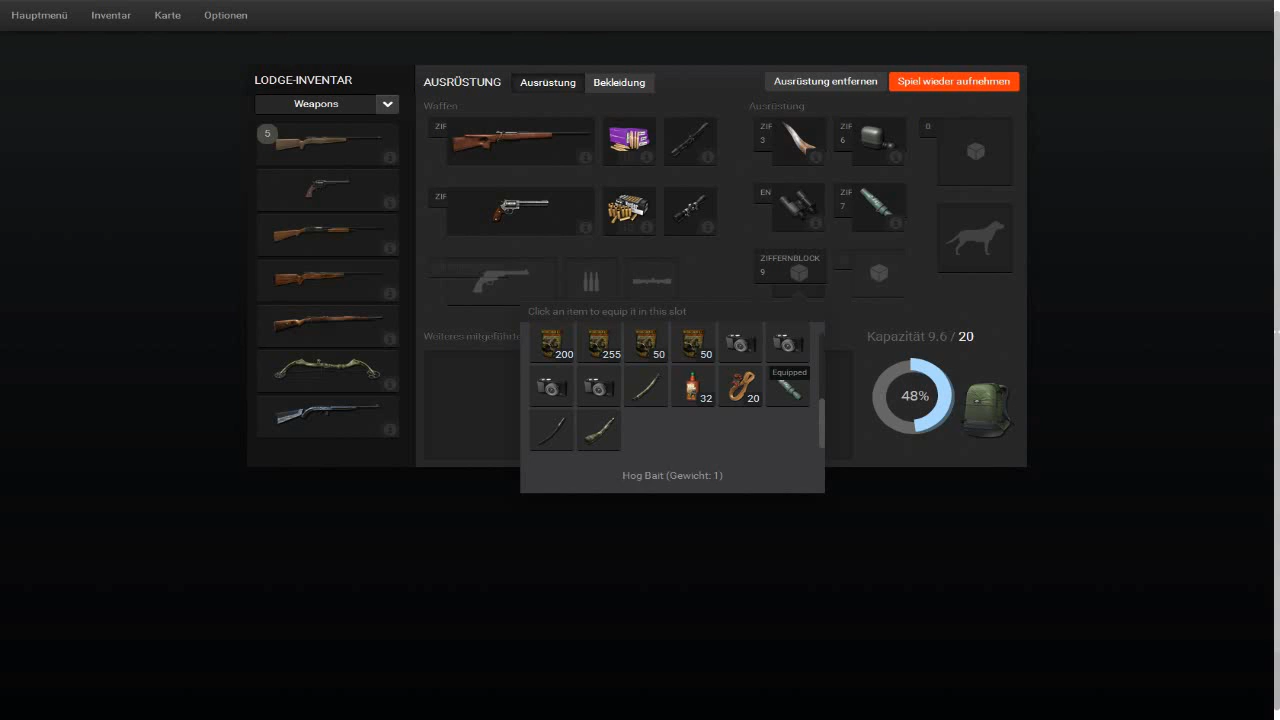 Hauptmenü Inventar Karte Optionen
LODGE-INVENTAR
Weapons
5
AUSRÜSTUNG Ausrüstung Bekleidung
Ausrüstung entfernen Spiel wieder aufnehmen
Waffen
Ausrüstung
ZIF
ZIF
3
ZIF
6
0
ZIF
EN
ZIF
7
ZIFFERNBLOCK
9
Click an item to equip it in this slot
Weiteres mitgeführte
200 255 50 50
Equipped
32 20
Hog Bait (Gewicht: 1)
Kapazität 9.6 / 20
48%